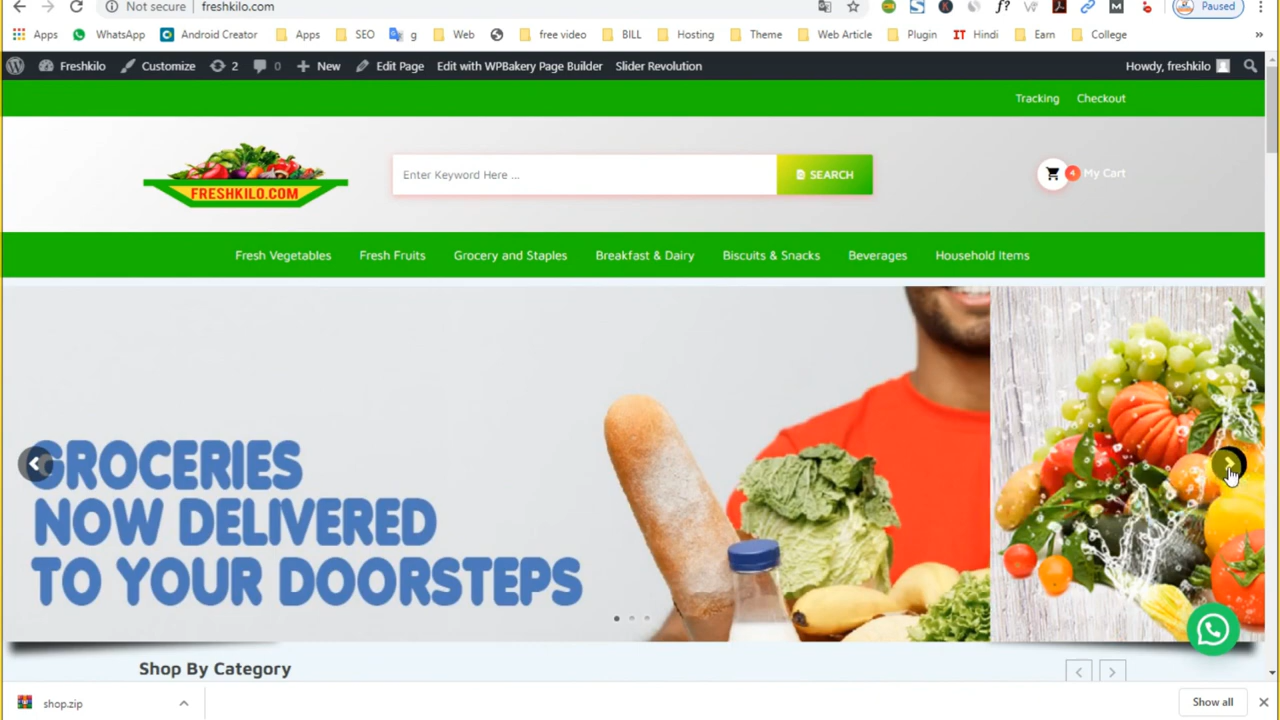 Not secure freshkilo.com Paused
Apps WhatsApp Android Creator Apps SEO g Web free video BILL Hosting Theme Web Article Plugin IT Hindi Earn College »
Freshkilo Customize 2 0 New Edit Page Edit with WPBakery Page Builder Slider Revolution Howdy, freshkilo
Tracking Checkout
FRESHKILO.COM
Enter Keyword Here ... SEARCH 4 My Cart
Fresh Vegetables Fresh Fruits Grocery and Staples Breakfast & Dairy Biscuits & Snacks Beverages Household Items
GROCERIES
NOW DELIVERED
TO YOUR DOORSTEPS
Shop By Category
shop.zip Show all